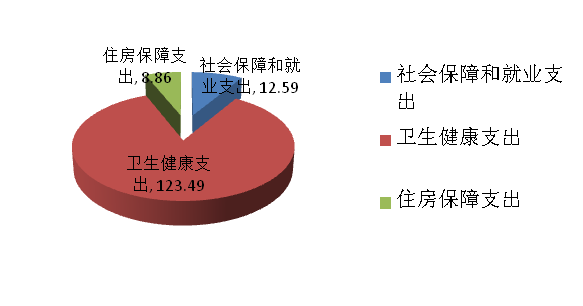 住房保障支
出, 8.86
社会保障和就
业支出, 12.59
卫生健康支
出, 123.49
社会保障和就业支
出
卫生健康支出
住房保障支出